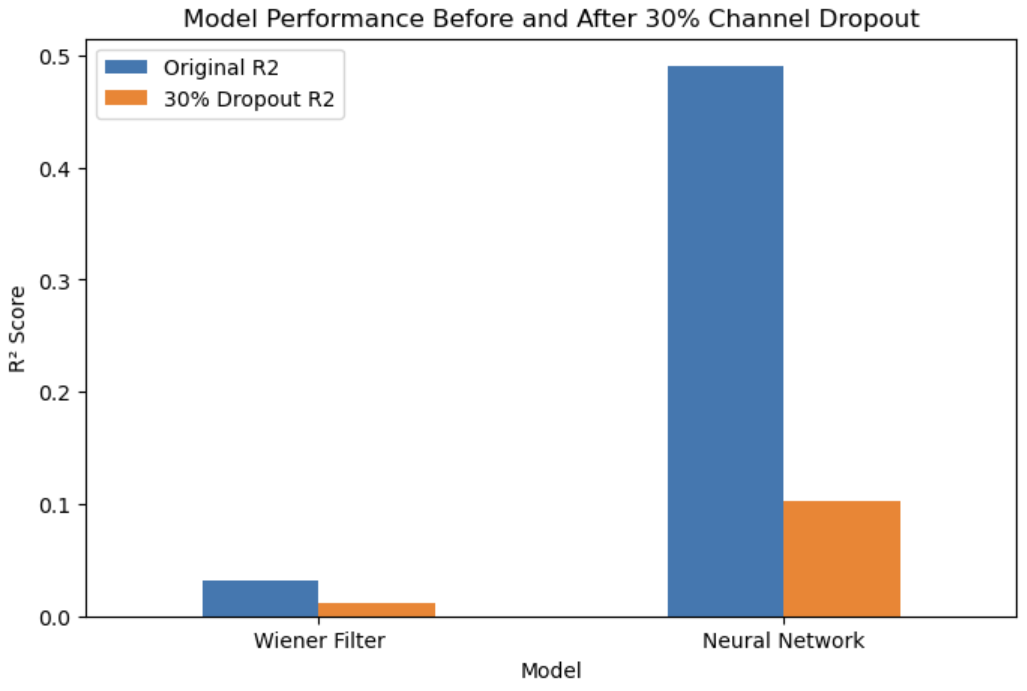 Model Performance Before and After 30% Channel Dropout
Original R2
30% Dropout R2
0.5
0.4
0.3
0.2
0.1
0.0
R² Score
Wiener Filter
Neural Network
Model